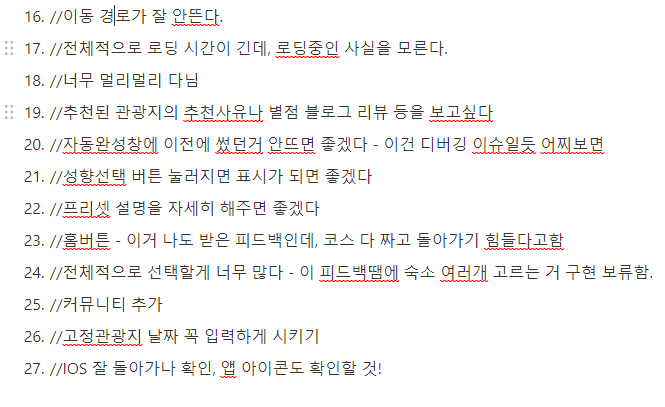 16. //이동 경로가 잘 안뜬다.
17. //전체적으로 로딩 시간이 긴데, 로딩중인 사실을 모른다.
18. //너무 멀리멀리 다님
19. //추천된 관광지의 추천사유나 별점 블로그 리뷰 등을 보고싶다
20. //자동완성창에 이전에 썼던거 안뜨면 좋겠다 - 이건 디버깅 이슈일듯 어찌보면
21. //성향선택 버튼 눌러지면 표시가 되면 좋겠다
22. //프리셋 설명을 자세히 해주면 좋겠다
23. //홈버튼 - 이거 나도 받은 피드백인데, 코스 다 짜고 돌아가기 힘들다고함
24. //전체적으로 선택할게 너무 많다 - 이 피드백땜에 숙소 여러개 고르는 거 구현 보류함.
25. //커뮤니티 추가
26. //고정관광지 날짜 꼭 입력하게 시키기
27. //IOS 잘 돌아가나 확인, 앱 아이콘도 확인할 것!